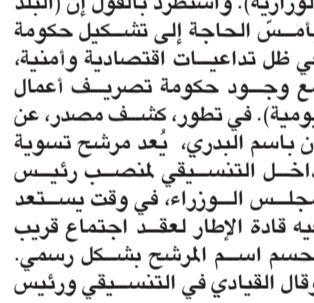 لوزارية). واستطرد بالقول إن (البلد
بأمسّ الحاجة إلى تشكيل حكومة
في ظل تداعيات اقتصادية وأمنية،
مع وجود حكومة تصريف أعمال
يومية). في تطور، كشف مصدر، عن
ن باسم البدري، يُعد مرشح تسوية
داخل التنسيقي لمنصب رئيس
مجلس الوزراء، في وقت يستعد
فيه قادة الإطار لعقد اجتماع قريب
لحسم اسم المرشح بشكل رسمي.
وقال القيادي في التنسيقي ورئيس